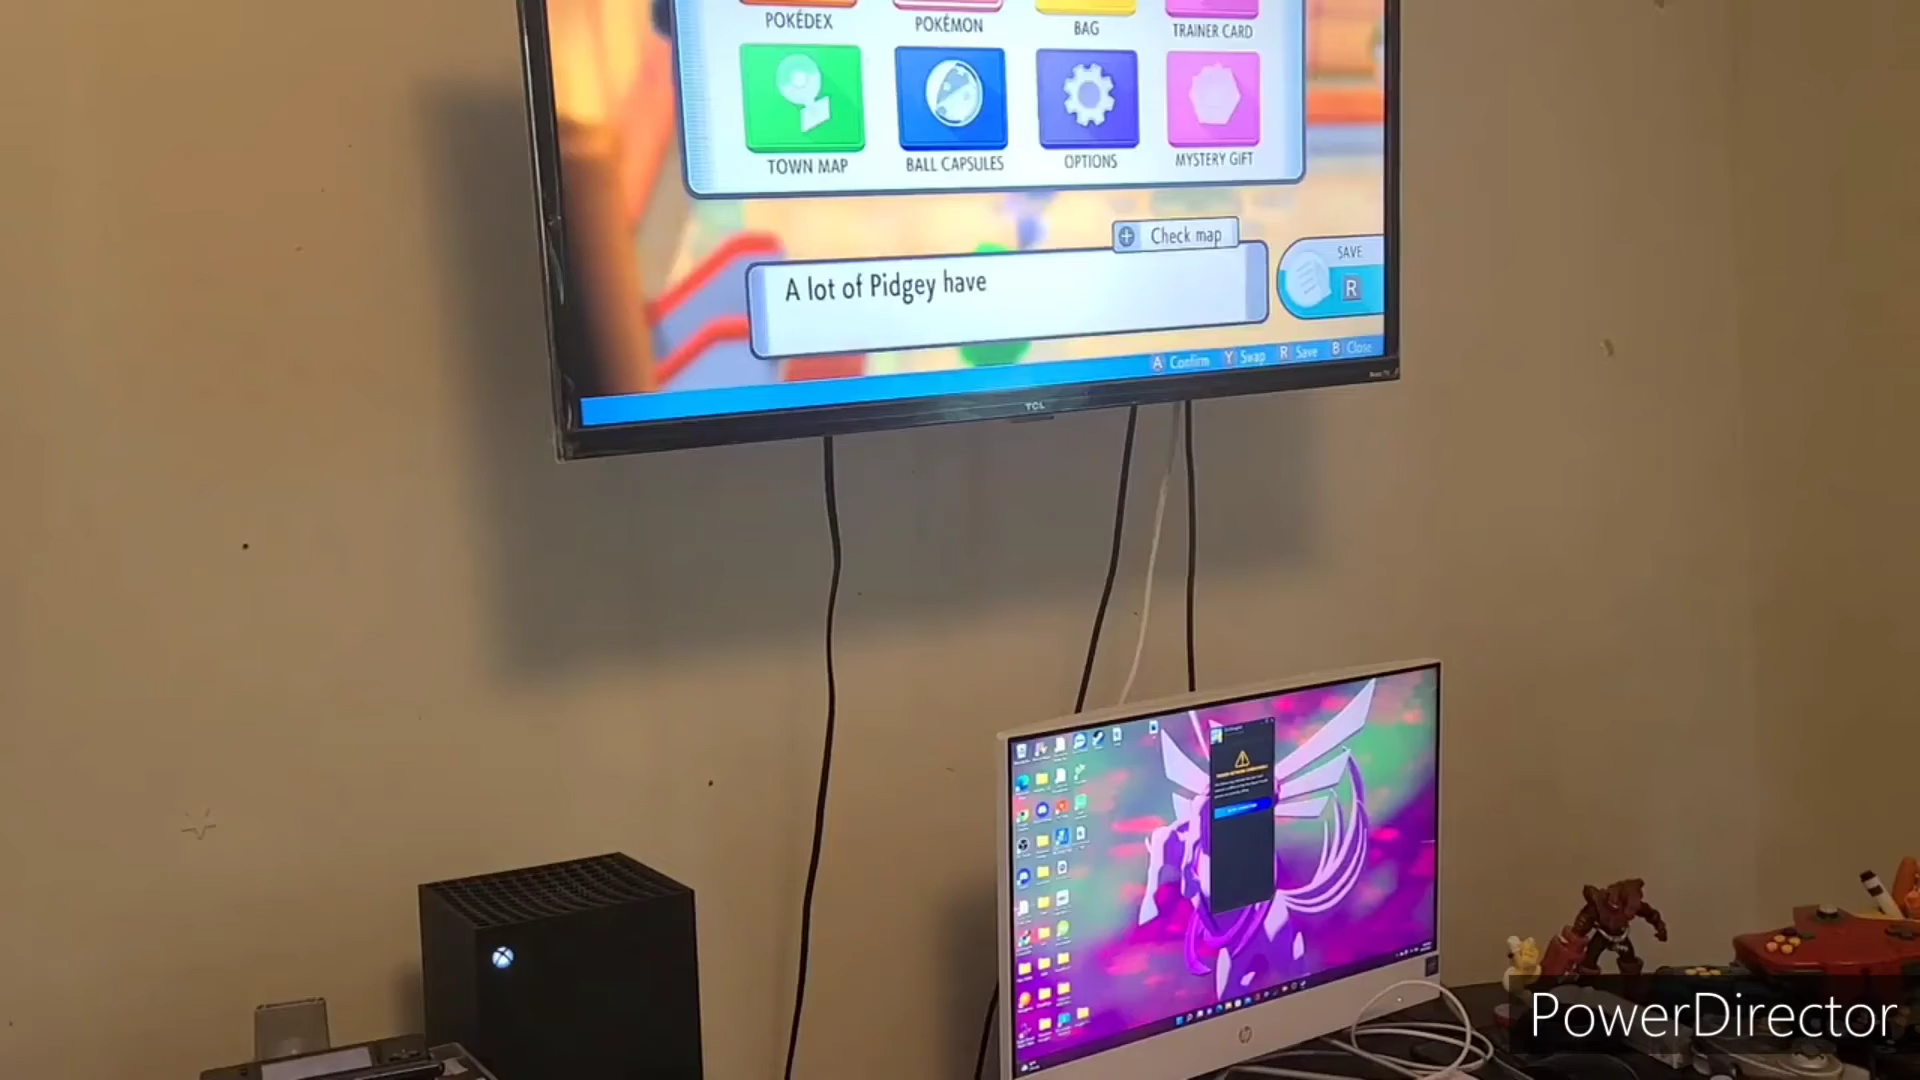 POKÉDEX
POKÉMON
BAG
TRAINER CARD
TOWN MAP
BALL CAPSULES
OPTIONS
MYSTERY GIFT
Check map
A lot of Pidgey have
SAVE
R
A Confirm Y Swap R Save B Close
TCL
hp
PowerDirector